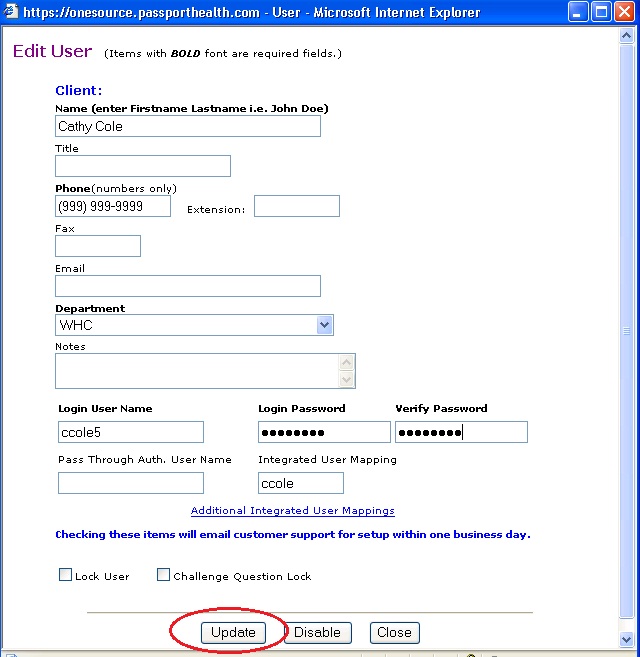 https://onesource.passporthealth.com - User - Microsoft Internet Explorer
Edit User (Items with BOLD font are required fields.)
Client:
Name (enter Firstname Lastname i.e. John Doe)
Cathy Cole
Title
Phone(numbers only)
(999) 999-9999 Extension:
Fax
Email
Department
WHC
Notes
Login User Name Login Password Verify Password
ccole5 ●●●●●●●● ●●●●●●●●
Pass Through Auth. User Name Integrated User Mapping
ccole
Additional Integrated User Mappings
Checking these items will email customer support for setup within one business day.
Lock User Challenge Question Lock
Update Disable Close